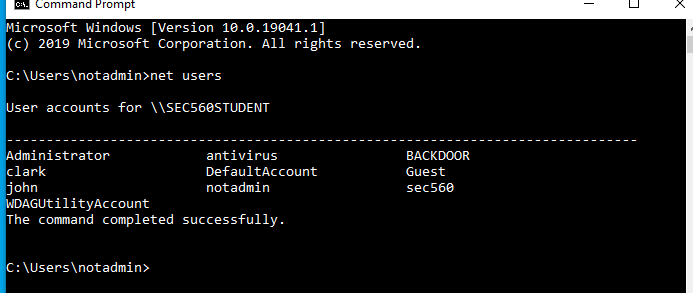 Command Prompt
Microsoft Windows [Version 10.0.19041.1]
(c) 2019 Microsoft Corporation. All rights reserved.
C:\Users\notadmin>net users
User accounts for \\SEC560STUDENT
-------------------------------------------------------------------------------
Administrator            antivirus                BACKDOOR
clark                    DefaultAccount           Guest
john                     notadmin                 sec560
WDAGUtilityAccount
The command completed successfully.
C:\Users\notadmin>